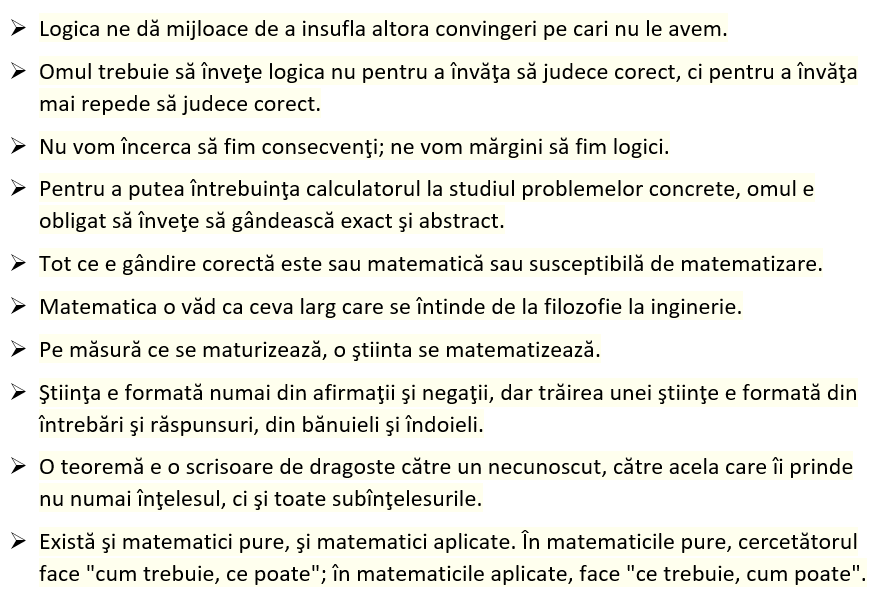 ➢ Logica ne dă mijloace de a insufla altora convingeri pe cari nu le avem.
➢ Omul trebuie să înveţe logica nu pentru a învăţa să judece corect, ci pentru a învăţa
mai repede să judece corect.
➢ Nu vom încerca să fim consecvenţi; ne vom mărgini să fim logici.
➢ Pentru a putea întrebuinţa calculatorul la studiul problemelor concrete, omul e
obligat să înveţe să gândească exact şi abstract.
➢ Tot ce e gândire corectă este sau matematică sau susceptibilă de matematizare.
➢ Matematica o văd ca ceva larg care se întinde de la filozofie la inginerie.
➢ Pe măsură ce se maturizează, o ştiinta se matematizează.
➢ Ştiinţa e formată numai din afirmaţii şi negaţii, dar trăirea unei ştiinţe e formată din
întrebări şi răspunsuri, din bănuieli şi îndoieli.
➢ O teoremă e o scrisoare de dragoste către un necunoscut, către acela care îi prinde
nu numai înţelesul, ci şi toate subînţelesurile.
➢ Există şi matematici pure, şi matematici aplicate. În matematicile pure, cercetătorul
face "cum trebuie, ce poate"; în matematicile aplicate, face "ce trebuie, cum poate".